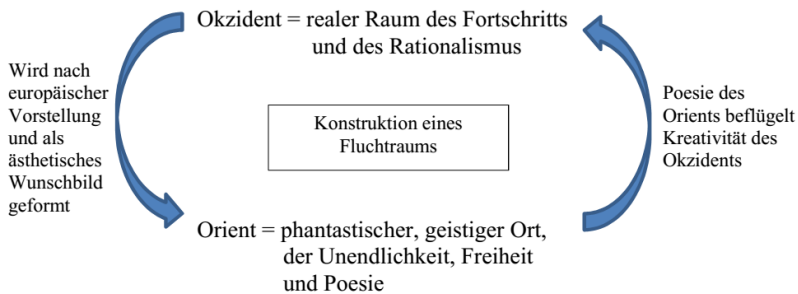 Okzident = realer Raum des Fortschritts
und des Rationalismus
Wird nach
europäischer
Vorstellung
und als
ästhetisches
Wunschbild
geformt
Konstruktion eines
Fluchtraums
Poesie des
Orients beflügelt
Kreativität des
Okzidents
Orient = phantastischer, geistiger Ort,
der Unendlichkeit, Freiheit
und Poesie